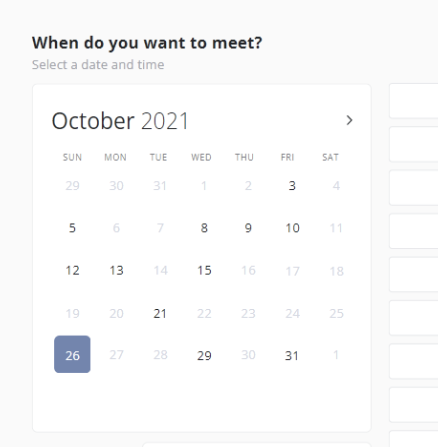 When do you want to meet?
Select a date and time
October 2021 >
SUN MON TUE WED THU FRI SAT
29 30 31 1 2 3 4
5 6 7 8 9 10 11
12 13 14 15 16 17 18
19 20 21 22 23 24 25
26 27 28 29 30 31 1